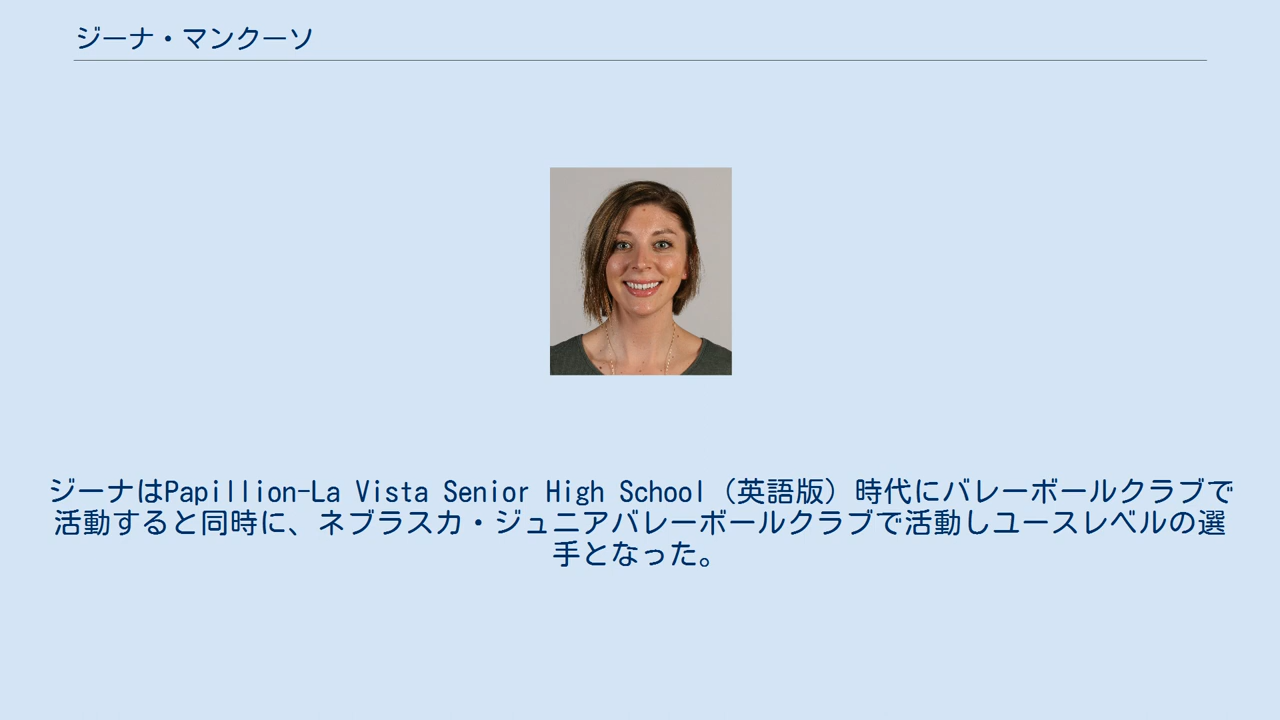 ジーナ・マンクーソ
ジーナはPapillion-La Vista Senior High School（英語版）時代にバレーボールクラブで
活動すると同時に、ネブラスカ・ジュニアバレーボールクラブで活動しユースレベルの選
手となった。